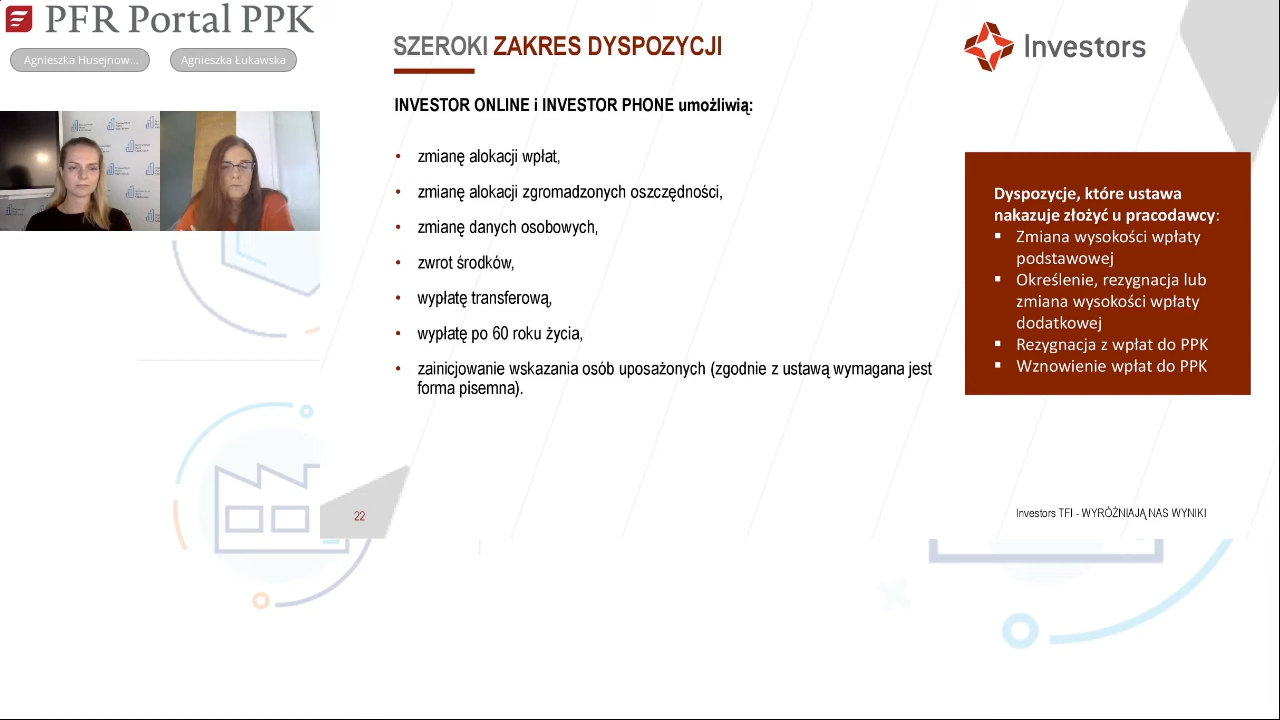 PFR Portal PPK
Agnieszka Husejnow...
Agnieszka Łukawska
SZEROKI ZAKRES DYSPOZYCJI
Investors
INVESTOR ONLINE i INVESTOR PHONE umożliwią:
• zmianę alokacji wpłat,
• zmianę alokacji zgromadzonych oszczędności,
• zmianę danych osobowych,
• zwrot środków,
• wypłatę transferową,
• wypłatę po 60 roku życia,
• zainicjowanie wskazania osób uposażonych (zgodnie z ustawą wymagana jest
forma pisemna).
Dyspozycje, które ustawa
nakazuje złożyć u pracodawcy:
▪ Zmiana wysokości wpłaty
podstawowej
▪ Określenie, rezygnacja lub
zmiana wysokości wpłaty
dodatkowej
▪ Rezygnacja z wpłat do PPK
▪ Wznowienie wpłat do PPK
22
Investors TFI - WYRÓŻNIAJĄ NAS WYNIKI